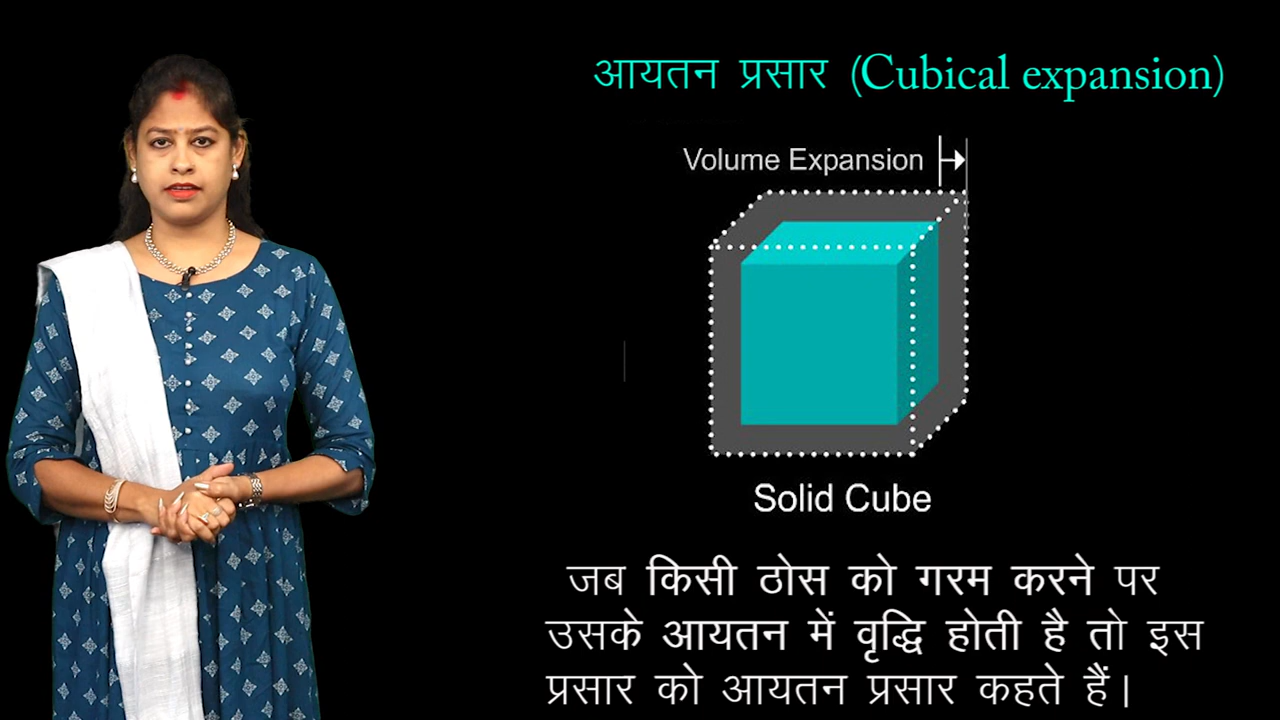 आयतन प्रसार (Cubical expansion)
Volume Expansion
Solid Cube
जब किसी ठोस को गरम करने पर
उसके आयतन में वृद्धि होती है तो इस
प्रसार को आयतन प्रसार कहते हैं।